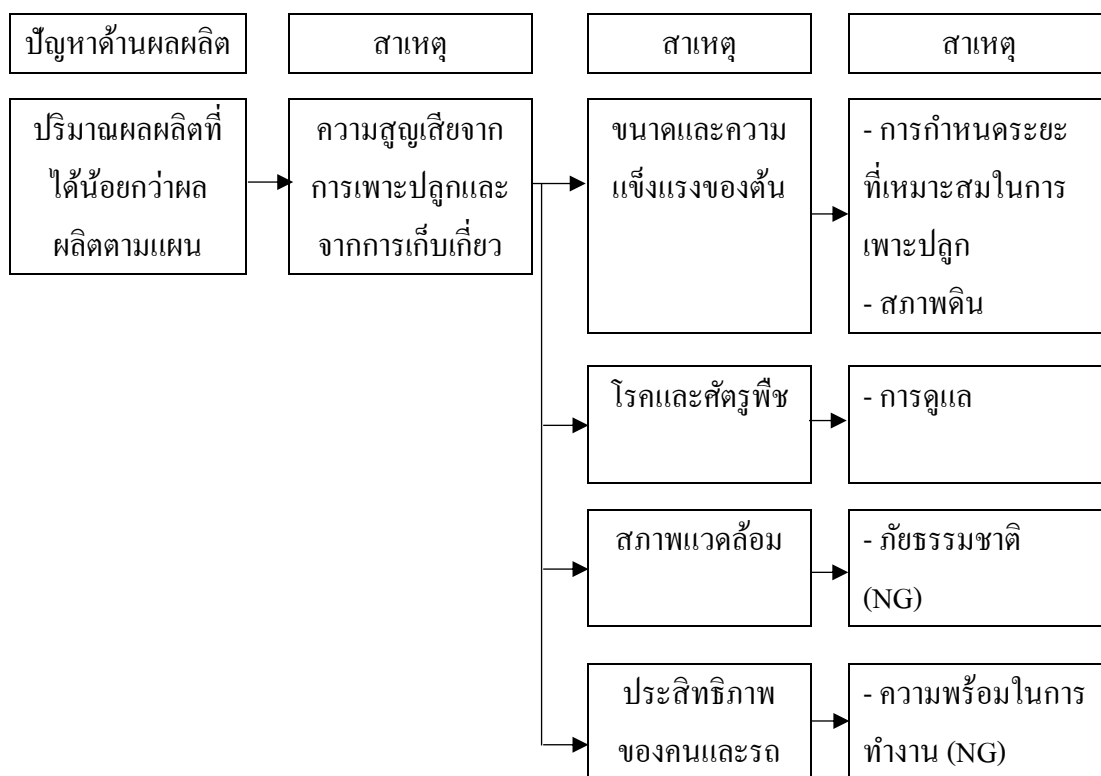 ปัญหาด้านผลผลิต
สาเหตุ
สาเหตุ
สาเหตุ
ปริมาณผลผลิตที่
ได้น้อยกว่าผล
ผลิตตามแผน
ความสูญเสียจาก
การเพาะปลูกและ
จากการเก็บเกี่ยว
ขนาดและความ
แข็งแรงของต้น
- การกำหนดระยะ
ที่เหมาะสมในการ
เพาะปลูก
- สภาพดิน
โรคและศัตรูพืช
- การดูแล
สภาพแวดล้อม
- ภัยธรรมชาติ
(NG)
ประสิทธิภาพ
ของคนและรถ
- ความพร้อมในการ
ทำงาน (NG)